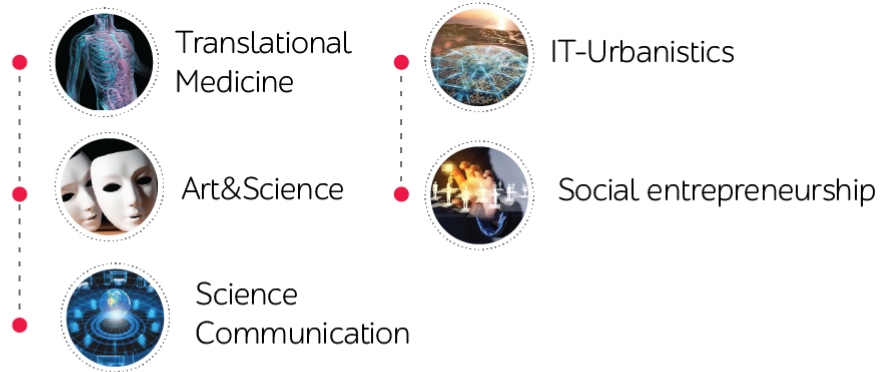 Translational
Medicine
Art&Science
Science
Communication
IT-Urbanistics
Social entrepreneurship